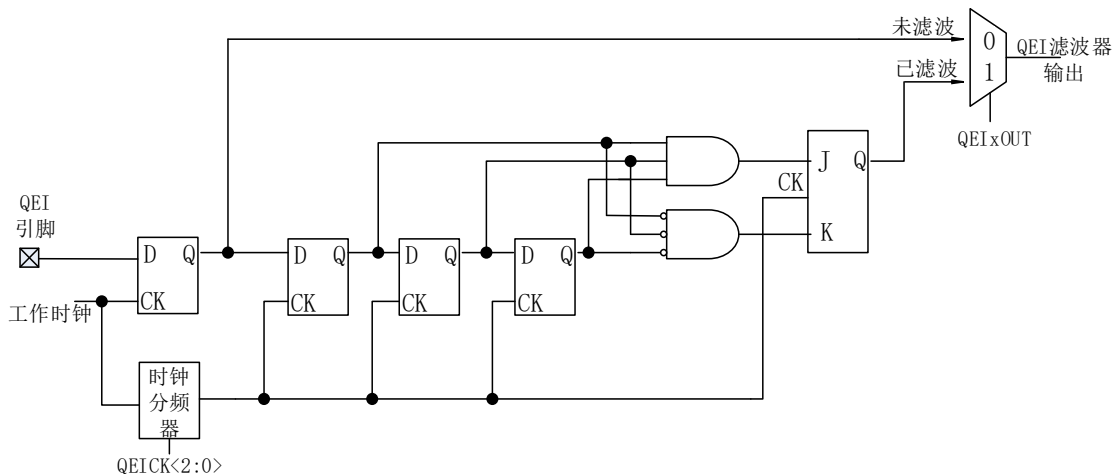 未滤波
0
QEI滤波器
输出
已滤波
1
QEIxOUT
J Q
CK
K
QEI
引脚
D Q
CK
D Q
CK
D Q
CK
D Q
CK
工作时钟
时钟
分频
器
QEICK<2:0>